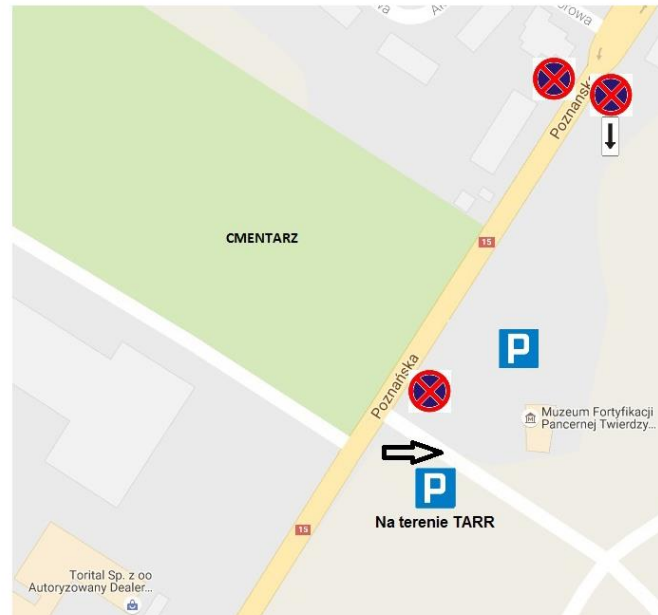 Poznańska
15
CMENTARZ
P
Poznańska
Muzeum Fortyfikacji
Pancernej Twierdzy...
P
Na terenie TARR
15
Torital Sp. z oo
Autoryzowany Dealer...